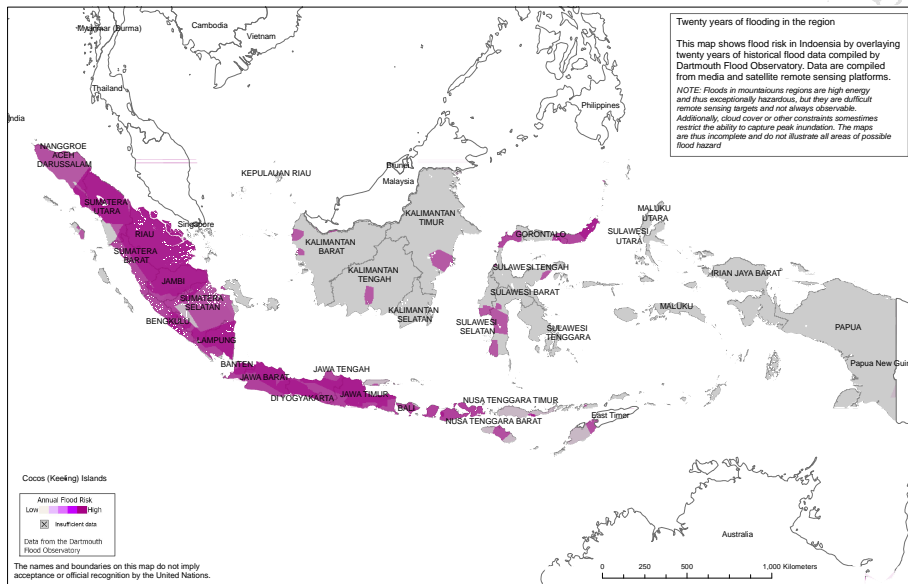 Twenty years of flooding in the region
This map shows flood risk in Indoensia by overlaying
twenty years of historical flood data compiled by
Dartmouth Flood Observatory. Data are compiled
from media and satellite remote sensing platforms.
NOTE: Floods in mountaiouns regions are high energy
and thus exceptionally hazardous, but they are dufficult
remote sensing targets and not always observable.
Additionally, cloud cover or other constraints somestimes
restrict the ability to capture peak inundation. The maps
are thus incomplete and do not illustrate all areas of possible
flood hazard
Myanmar (Burma)
Cambodia
Vietnam
Thailand
India
Philippines
NANGGROE
ACEH
DARUSSALAM
KEPULAUAN RIAU
Brunei
Malaysia
SUMATERA
UTARA
Singapore
RIAU
SUMATERA
BARAT
JAMBI
SUMATERA
SELATAN
BENGKULU
LAMPUNG
KALIMANTAN
TIMUR
KALIMANTAN
BARAT
KALIMANTAN
TENGAH
KALIMANTAN
SELATAN
GORONTALO
MALUKU
UTARA
SULAWESI
UTARA
SULAWESI TENGAH
SULAWESI BARAT
SULAWESI
SELATAN
SULAWESI
TENGGARA
IRIAN JAYA BARAT
MALUKU
PAPUA
Papua New Guin
BANTEN
JAWA BARAT
JAWA TENGAH
DI YOGYAKARTA
JAWA TIMUR
BALI
NUSA TENGGARA TIMUR
NUSA TENGGARA BARAT
East Timor
Cocos (Keeling) Islands
Australia
Annual Flood Risk
Low High
Insufficient data
Data from the Dartmouth
Flood Observatory
0 250 500 1,000 Kilometers
The names and boundaries on this map do not imply
acceptance or official recognition by the United Nations.